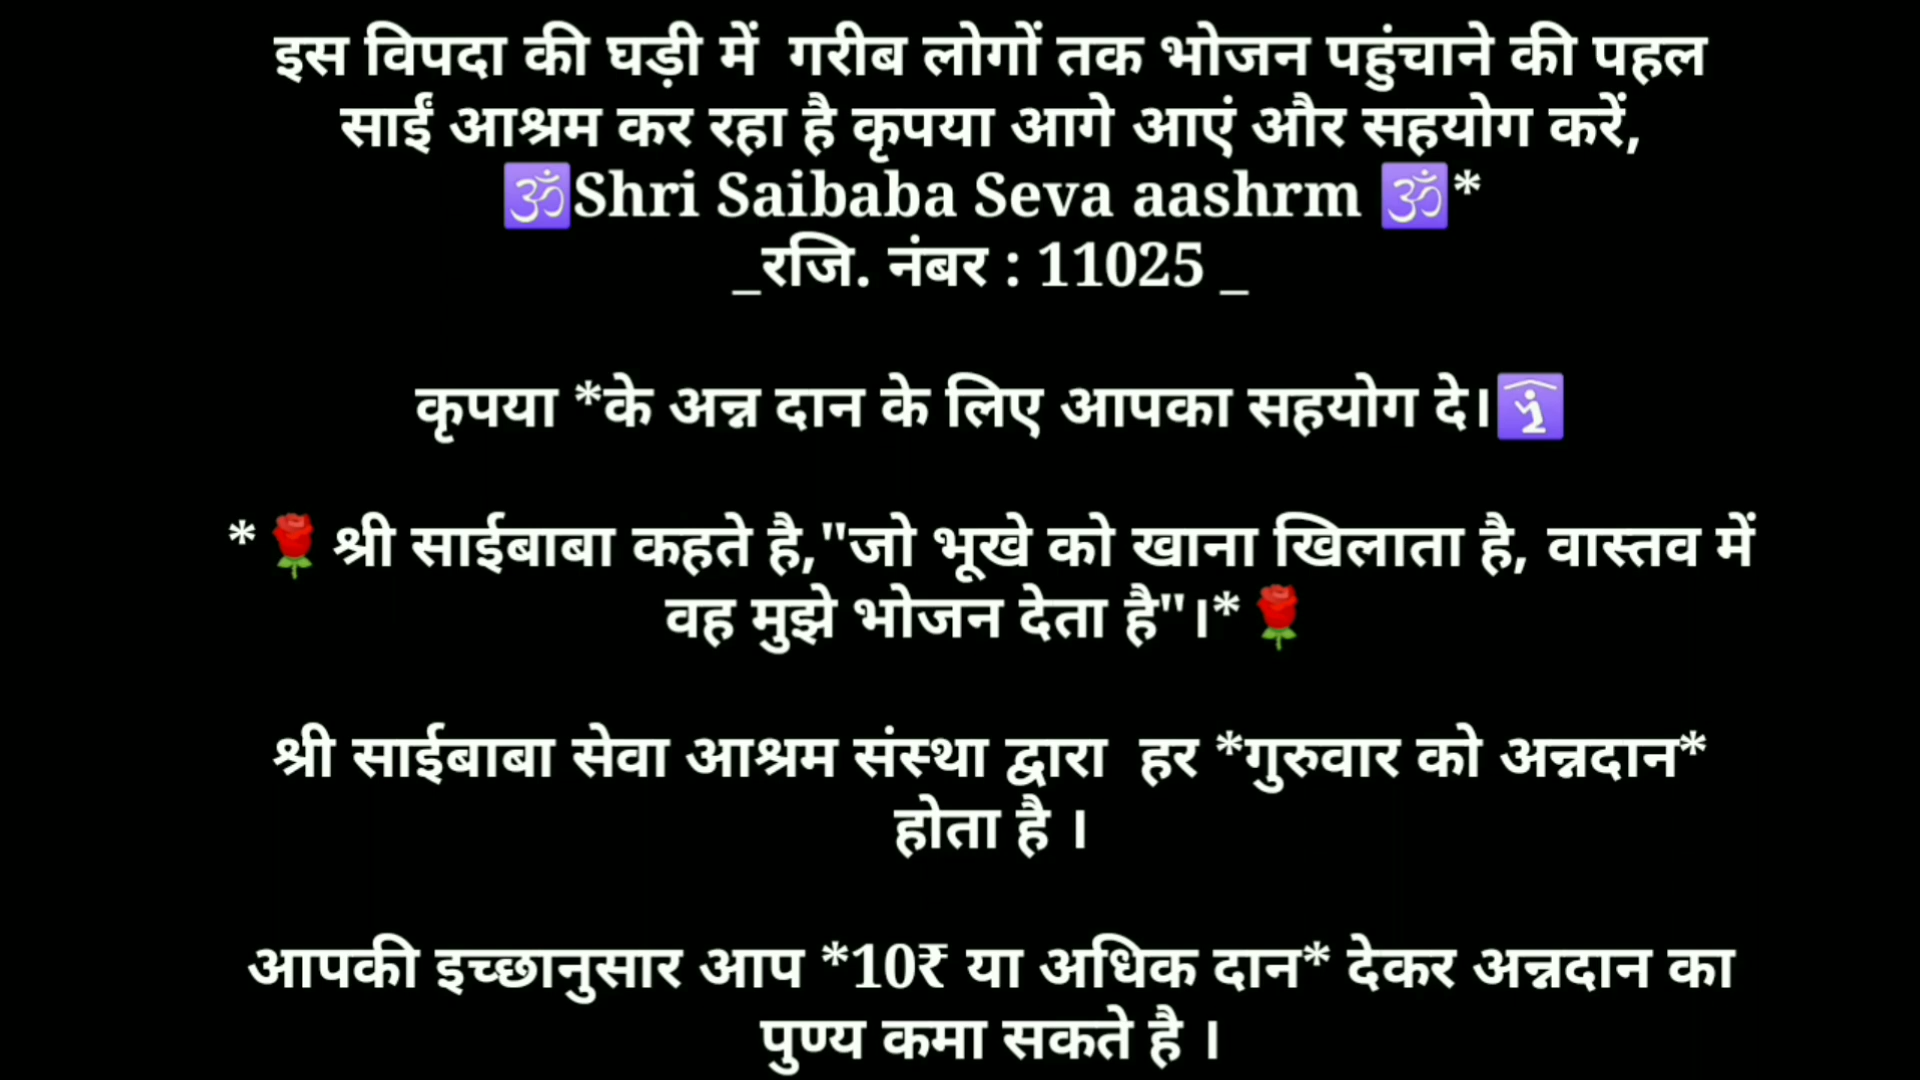 इस विपदा की घड़ी में गरीब लोगों तक भोजन पहुंचाने की पहल
साईं आश्रम कर रहा है कृपया आगे आएं और सहयोग करें,
🕉Shri Saibaba Seva aashrm 🕉*
_रजि. नंबर : 11025 _
कृपया *के अन्न दान के लिए आपका सहयोग दे।🛐
*🌹श्री साईबाबा कहते है,"जो भूखे को खाना खिलाता है, वास्तव में
वह मुझे भोजन देता है"।*🌹
श्री साईबाबा सेवा आश्रम संस्था द्वारा हर *गुरुवार को अन्नदान*
होता है ।
आपकी इच्छानुसार आप *10₹ या अधिक दान* देकर अन्नदान का
पुण्य कमा सकते है ।